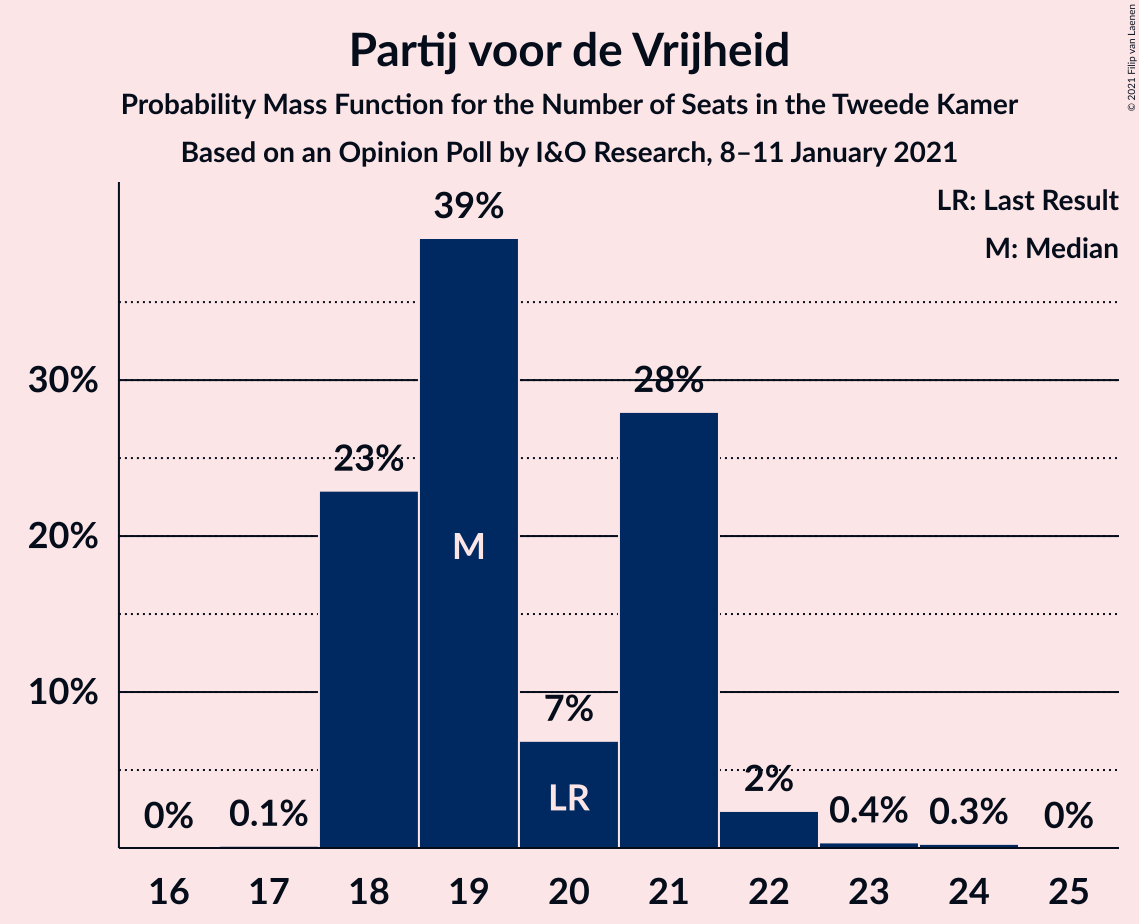 Partij voor de Vrijheid
Probability Mass Function for the Number of Seats in the Tweede Kamer
Based on an Opinion Poll by I&O Research, 8–11 January 2021
© 2021 Filip van Laenen
LR: Last Result
M: Median
39%
30%
28%
23%
20%
M
10%
7%
LR
2%
0%
0.1%
0.4%
0.3%
0%
16 17 18 19 20 21 22 23 24 25